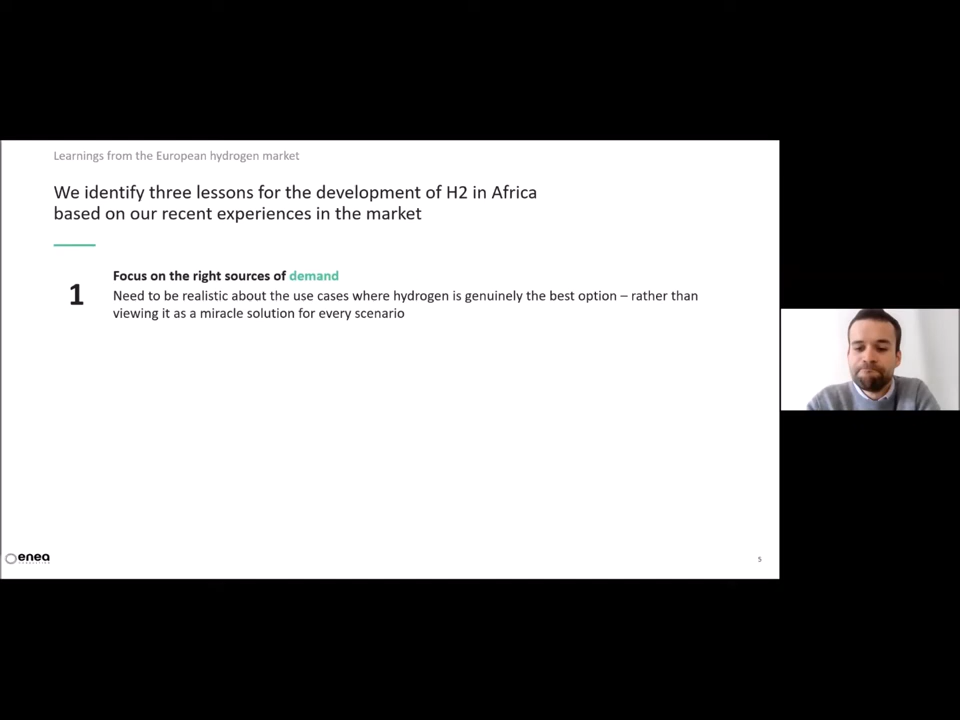 Learnings from the European hydrogen market
We identify three lessons for the development of H2 in Africa
based on our recent experiences in the market
Focus on the right sources of demand
1
Need to be realistic about the use cases where hydrogen is genuinely the best option – rather than
viewing it as a miracle solution for every scenario
enea
5